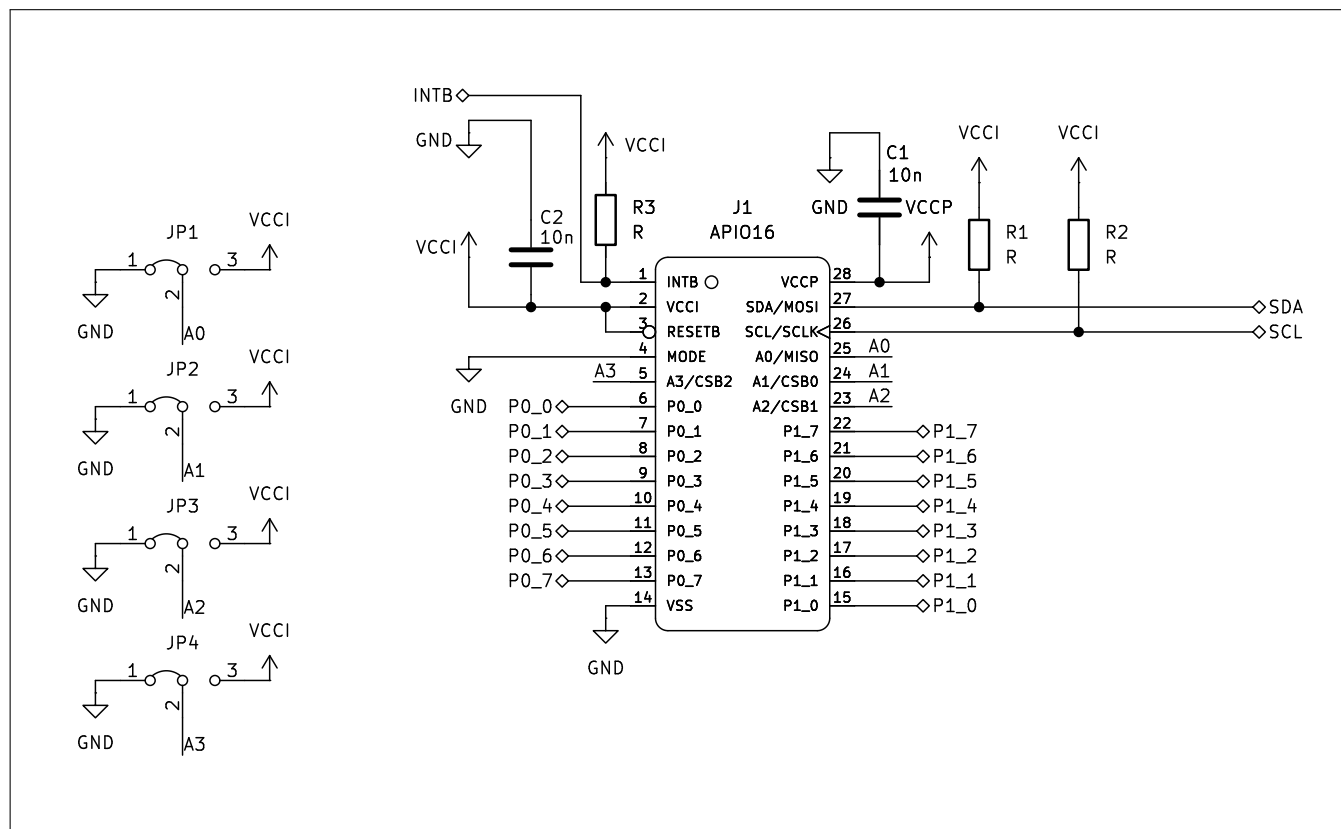 INTB
GND
VCCI
C2
10n
VCCI
R3
R
J1
APIO16
GND
C1
10n
VCCP
VCCI
R1
R
VCCI
R2
R
JP1
VCCI
1
2
3
GND
A0
JP2
VCCI
1
2
3
GND
A1
JP3
VCCI
1
2
3
GND
A2
JP4
VCCI
1
2
3
GND
A3
1 INTB
2 VCCI
3 RESETB
4 MODE
GND
A3 5 A3/CSB2
P0_0 6 P0_0
P0_1 7 P0_1
P0_2 8 P0_2
P0_3 9 P0_3
P0_4 10 P0_4
P0_5 11 P0_5
P0_6 12 P0_6
P0_7 13 P0_7
14 VSS
GND
VCCP 28
SDA/MOSI 27 SDA
SCL/SCLK 26 SCL
A0/MISO 25 A0
A1/CSB0 24 A1
A2/CSB1 23 A2
P1_7 22 P1_7
P1_6 21 P1_6
P1_5 20 P1_5
P1_4 19 P1_4
P1_3 18 P1_3
P1_2 17 P1_2
P1_1 16 P1_1
P1_0 15 P1_0